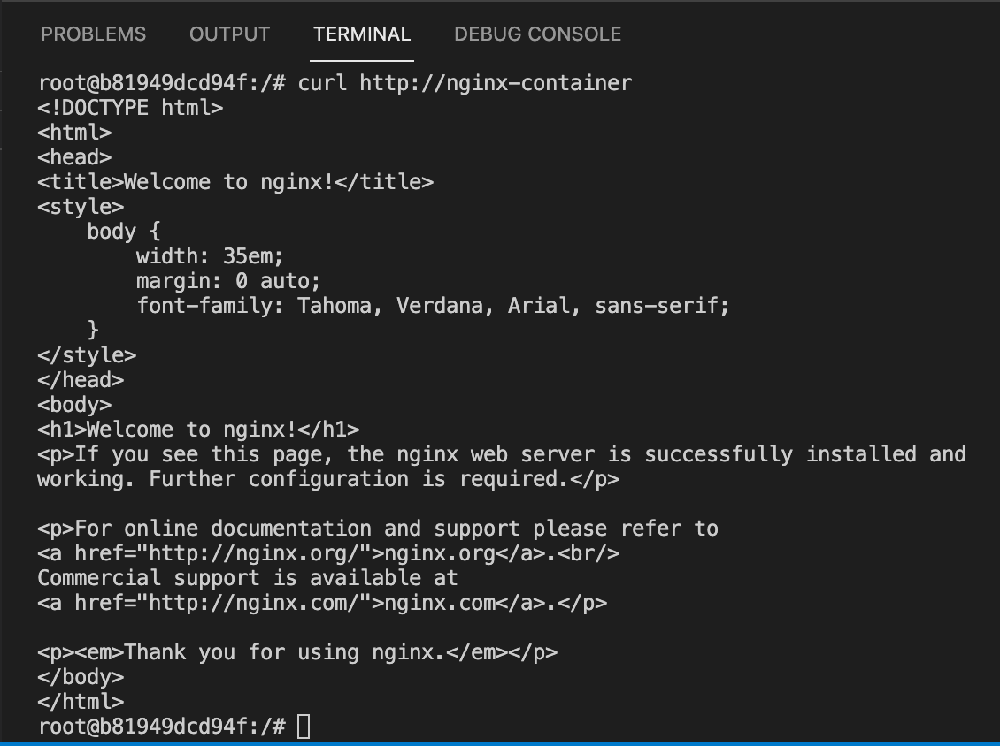 PROBLEMS OUTPUT TERMINAL DEBUG CONSOLE
root@b81949dcd94f:/# curl http://nginx-container
<!DOCTYPE html>
<html>
<head>
<title>Welcome to nginx!</title>
<style>
    body {
        width: 35em;
        margin: 0 auto;
        font-family: Tahoma, Verdana, Arial, sans-serif;
    }
</style>
</head>
<body>
<h1>Welcome to nginx!</h1>
<p>If you see this page, the nginx web server is successfully installed and
working. Further configuration is required.</p>

<p>For online documentation and support please refer to
<a href="http://nginx.org/">nginx.org</a>.<br/>
Commercial support is available at
<a href="http://nginx.com/">nginx.com</a>.</p>

<p><em>Thank you for using nginx.</em></p>
</body>
</html>
root@b81949dcd94f:/#